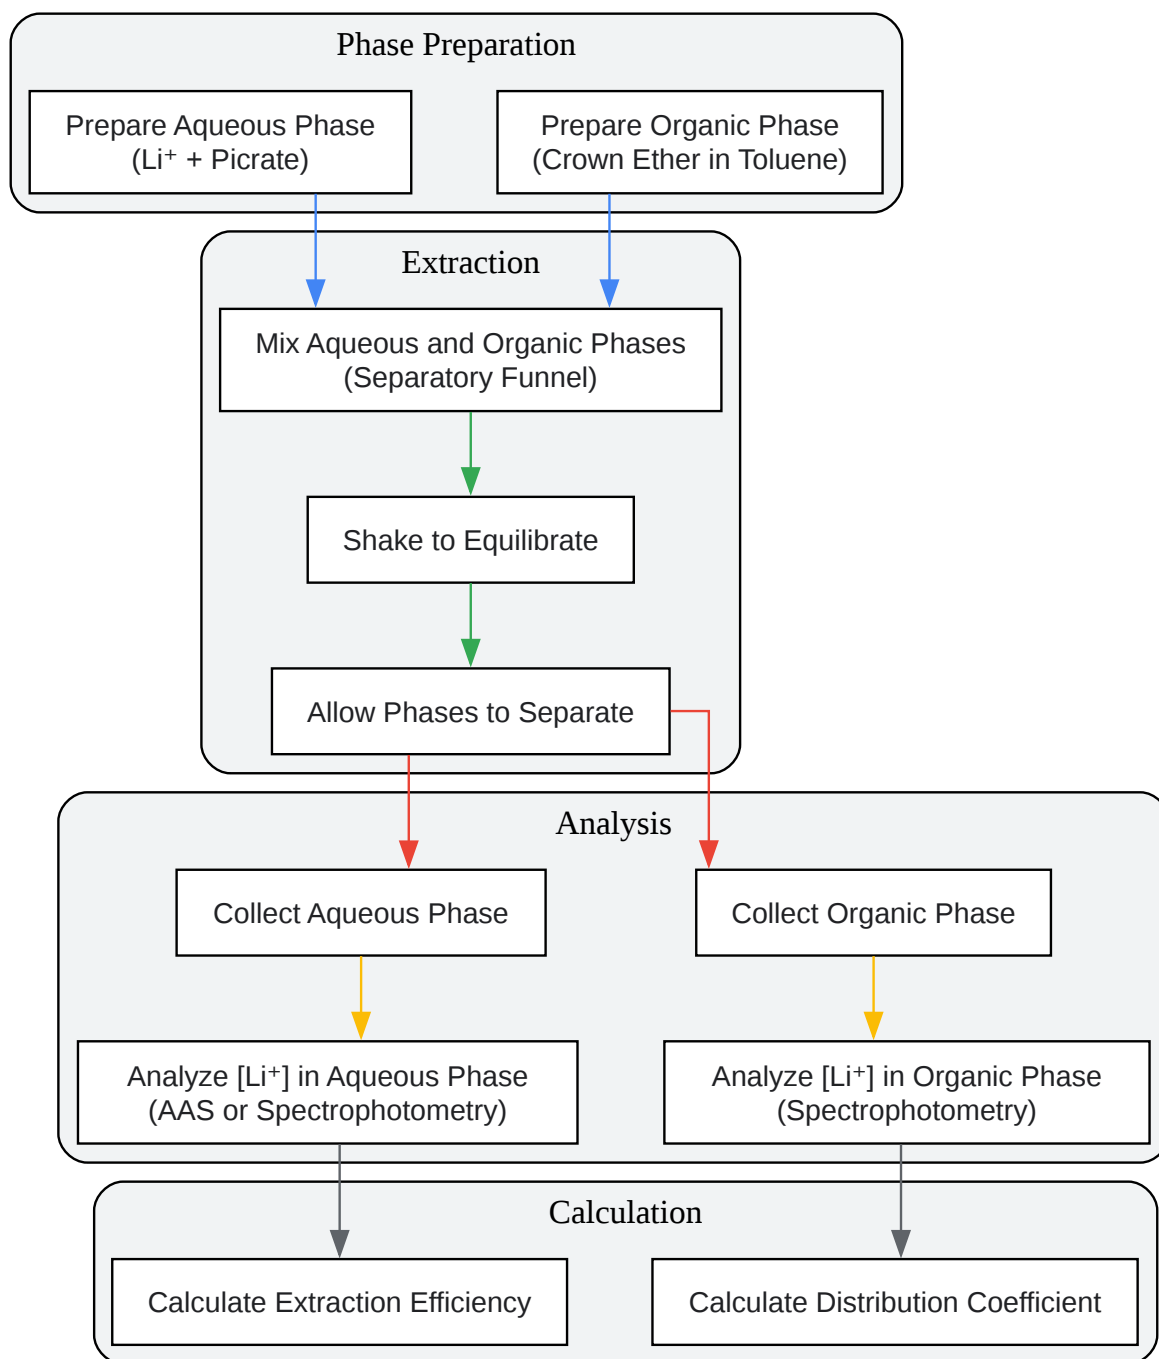 Phase Preparation
Prepare Aqueous Phase
(Li⁺ + Picrate)
Prepare Organic Phase
(Crown Ether in Toluene)
Extraction
Mix Aqueous and Organic Phases
(Separatory Funnel)
Shake to Equilibrate
Allow Phases to Separate
Analysis
Collect Aqueous Phase
Collect Organic Phase
Analyze [Li⁺] in Aqueous Phase
(AAS or Spectrophotometry)
Analyze [Li⁺] in Organic Phase
(Spectrophotometry)
Calculation
Calculate Extraction Efficiency
Calculate Distribution Coefficient